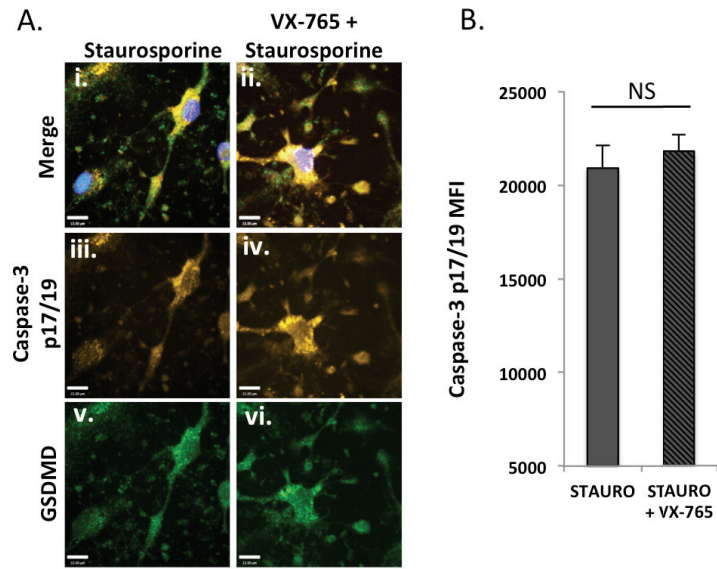 A.
Staurosporine
VX-765 +
Staurosporine
i.
ii.
Merge
iii.
iv.
Caspase-3
p17/19
v.
vi.
GSDMD
B.
NS
25000
20000
15000
10000
5000
Caspase-3 p17/19 MFI
STAURO
STAURO
+ VX-765